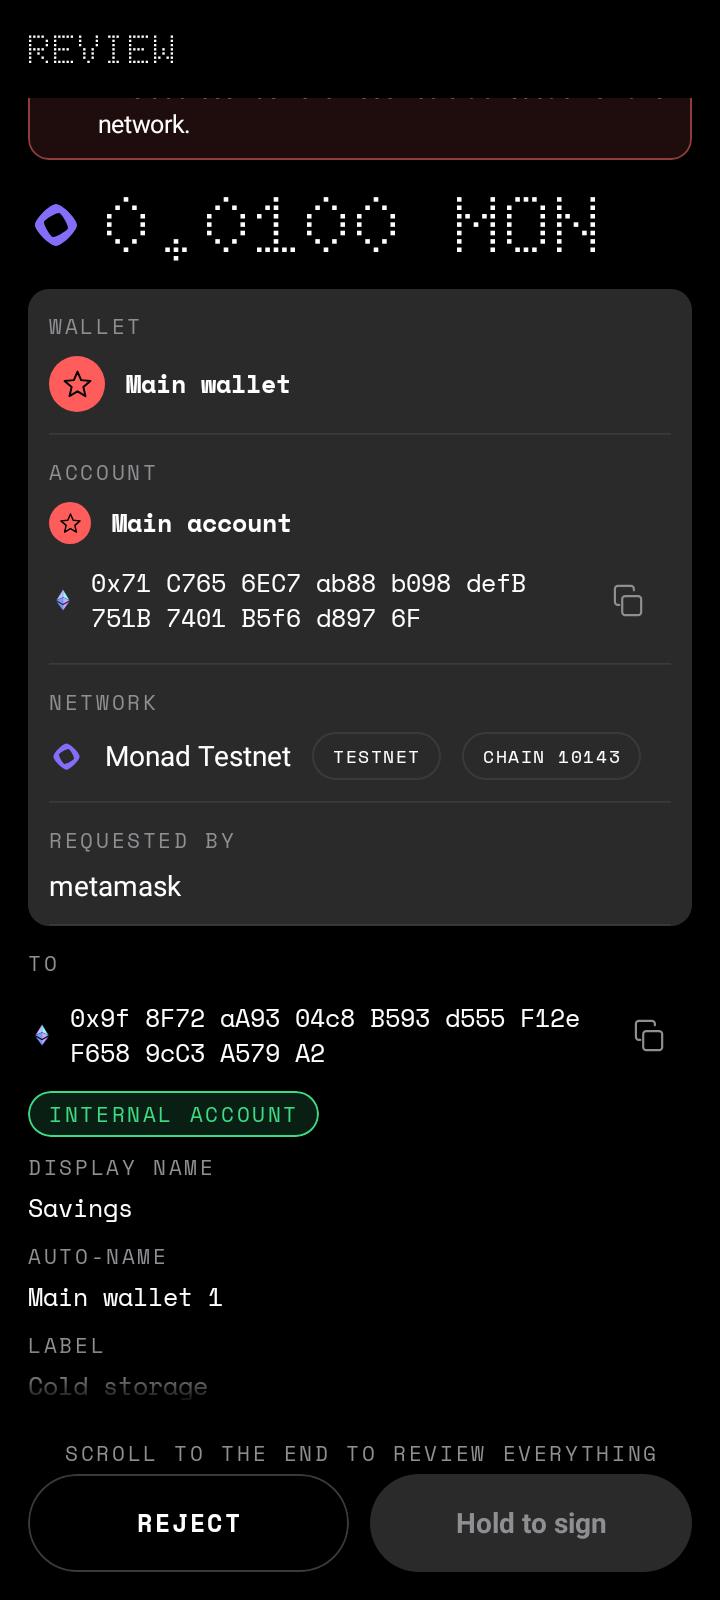 REVIEW
network.
0.0100 MON
WALLET
Main wallet
ACCOUNT
Main account
0x71 C765 6EC7 ab88 b098 defB
751B 7401 B5f6 d897 6F
NETWORK
Monad Testnet TESTNET CHAIN 10143
REQUESTED BY
metamask
TO
0x9f 8F72 aA93 04c8 B593 d555 F12e
F658 9cC3 A579 A2
INTERNAL ACCOUNT
DISPLAY NAME
Savings
AUTO-NAME
Main wallet 1
LABEL
Cold storage
SCROLL TO THE END TO REVIEW EVERYTHING
REJECT Hold to sign